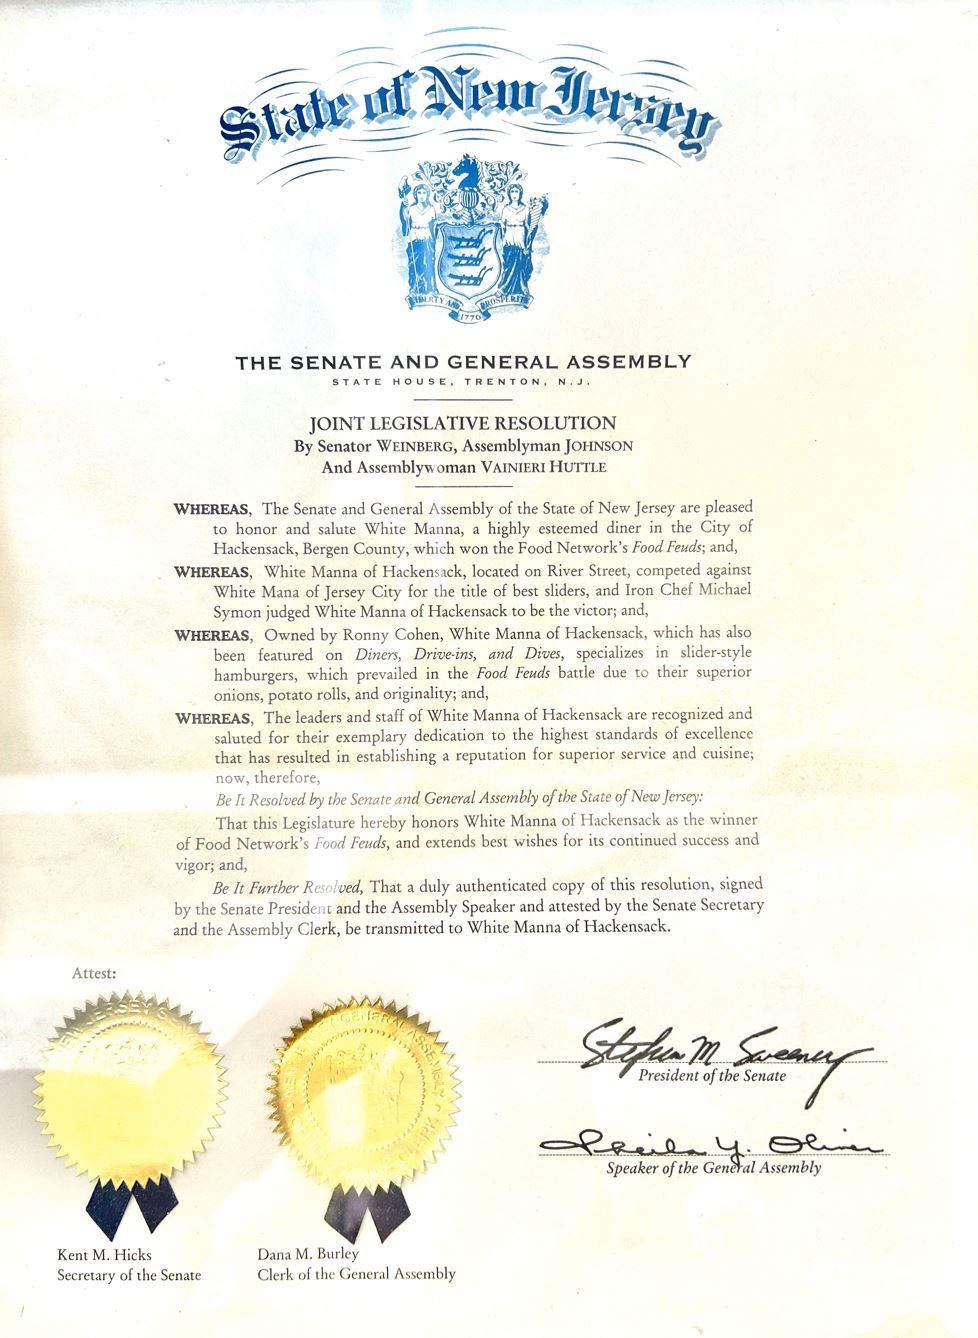 State of New Jersey
LIBERTY AND PROSPERITY
1776
THE SENATE AND GENERAL ASSEMBLY
STATE HOUSE, TRENTON, N.J.
JOINT LEGISLATIVE RESOLUTION
By Senator WEINBERG, Assemblyman JOHNSON
And Assemblywoman VAINIERI HUTTLE
WHEREAS, The Senate and General Assembly of the State of New Jersey are pleased
to honor and salute White Manna, a highly esteemed diner in the City of
Hackensack, Bergen County, which won the Food Network's Food Feuds; and,
WHEREAS, White Manna of Hackensack, located on River Street, competed against
White Mana of Jersey City for the title of best sliders, and Iron Chef Michael
Symon judged White Manna of Hackensack to be the victor; and,
WHEREAS, Owned by Ronny Cohen, White Manna of Hackensack, which has also
been featured on Diners, Drive-ins, and Dives, specializes in slider-style
hamburgers, which prevailed in the Food Feuds battle due to their superior
onions, potato rolls, and originality; and,
WHEREAS, The leaders and staff of White Manna of Hackensack are recognized and
saluted for their exemplary dedication to the highest standards of excellence
that has resulted in establishing a reputation for superior service and cuisine;
now, therefore,
Be It Resolved by the Senate and General Assembly of the State of New Jersey:
That this Legislature hereby honors White Manna of Hackensack as the winner
of Food Network's Food Feuds, and extends best wishes for its continued success and
vigor; and,
Be It Further Resolved, That a duly authenticated copy of this resolution, signed
by the Senate President and the Assembly Speaker and attested by the Senate Secretary
and the Assembly Clerk, be transmitted to White Manna of Hackensack.
Attest:
NEW JERSEY S
GENERAL ASSEMBLY
Stephen M Sweeney
President of the Senate
Sheila Y. Oliver
Speaker of the General Assembly
Kent M. Hicks
Secretary of the Senate
Dana M. Burley
Clerk of the General Assembly